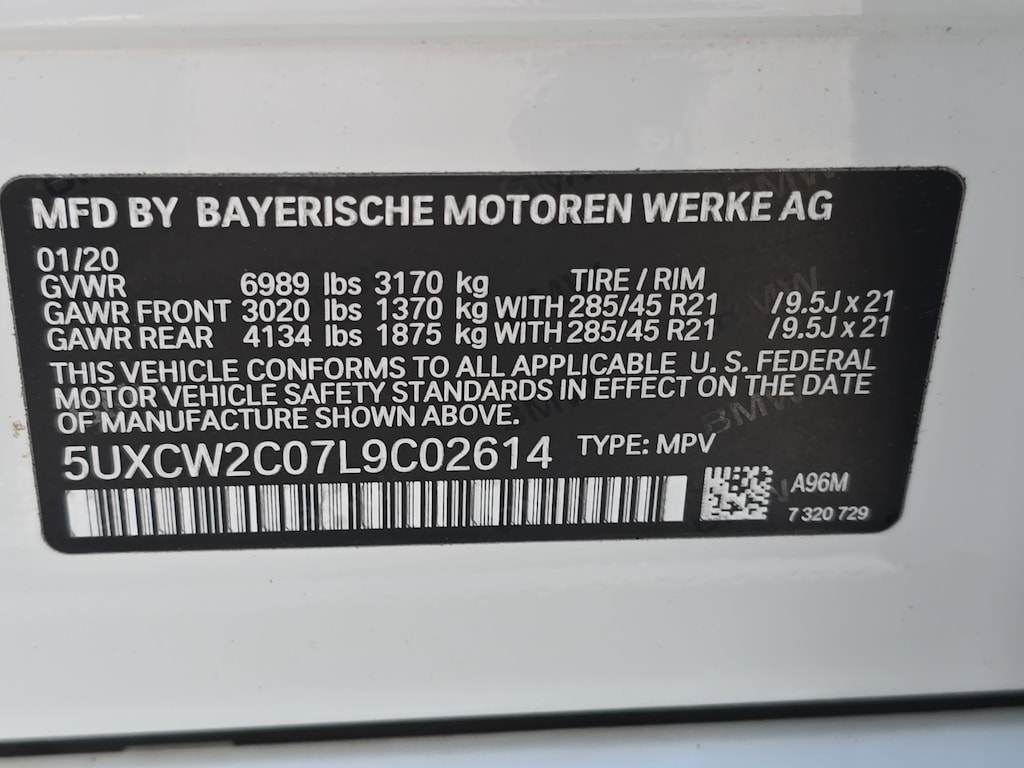 MFD BY BAYERISCHE MOTOREN WERKE AG
01/20
GVWR 6989 lbs 3170 kg TIRE / RIM
GAWR FRONT 3020 lbs 1370 kg WITH 285/45 R21 /9.5J x 21
GAWR REAR 4134 lbs 1875 kg WITH 285/45 R21 /9.5J x 21
THIS VEHICLE CONFORMS TO ALL APPLICABLE U. S. FEDERAL
MOTOR VEHICLE SAFETY STANDARDS IN EFFECT ON THE DATE
OF MANUFACTURE SHOWN ABOVE.
5UXCW2C07L9C02614 TYPE: MPV
A96M
7 320 729